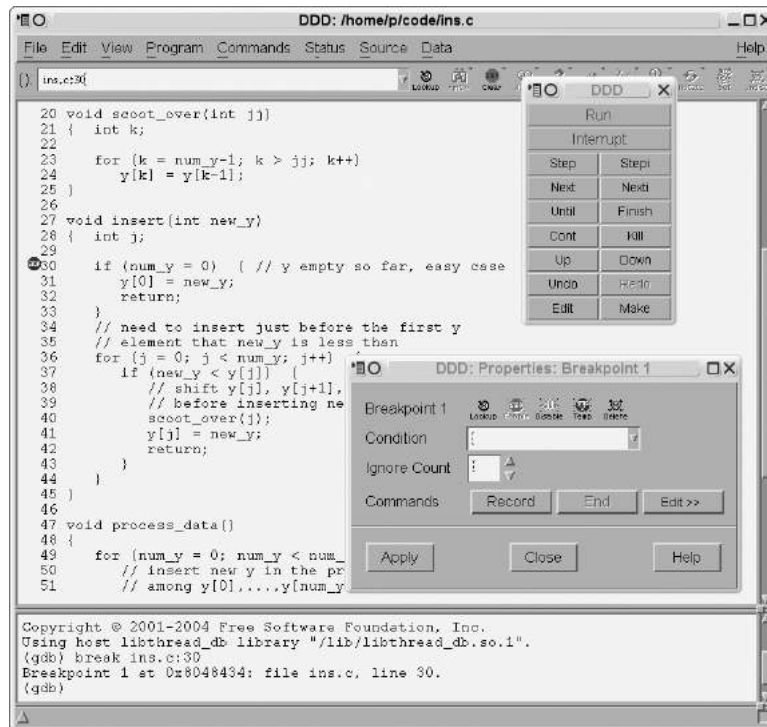 DDD: /home/p/code/ins.c
File Edit View Program Commands Status Source Data Help
(): ins.c:30
Lookup Clear
20 void scoot_over(int jj)
21 { int k;
22
23 for (k = num_y-1; k > jj; k++)
24 y[k] = y[k-1];
25 }
26
27 void insert(int new_y)
28 { int j;
29
30 if (num_y = 0) { // y empty so far, easy case
31 y[0] = new_y;
32 return;
33 }
34 // need to insert just before the first y
35 // element that new_y is less than
36 for (j = 0; j < num_y; j++) {
37 if (new_y < y[j]) {
38 // shift y[j], y[j+1],
39 // before inserting ne
40 scoot_over(j);
41 y[j] = new_y;
42 return;
43 }
44 }
45 }
46
47 void process_data()
48 {
49 for (num_y = 0; num_y < num_
50 // insert new y in the pr
51 // among y[0],...,y[num_y
DDD
Run
Interrupt
Step Stepi
Next Nexti
Until Finish
Cont Kill
Up Down
Undo Redo
Edit Make
DDD: Properties: Breakpoint 1
Breakpoint 1
Lookup Enable Disable Temp Delete
Condition
Ignore Count
Commands Record End Edit >>
Apply Close Help
Copyright © 2001-2004 Free Software Foundation, Inc.
Using host libthread_db library "/lib/libthread_db.so.1".
(gdb) break ins.c:30
Breakpoint 1 at 0x8048434: file ins.c, line 30.
(gdb)